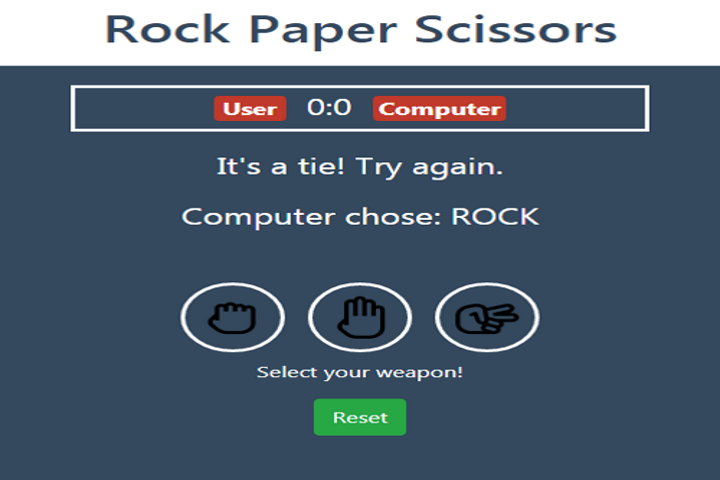 Rock Paper Scissors
User 0:0 Computer
It's a tie! Try again.
Computer chose: ROCK
Select your weapon!
Reset